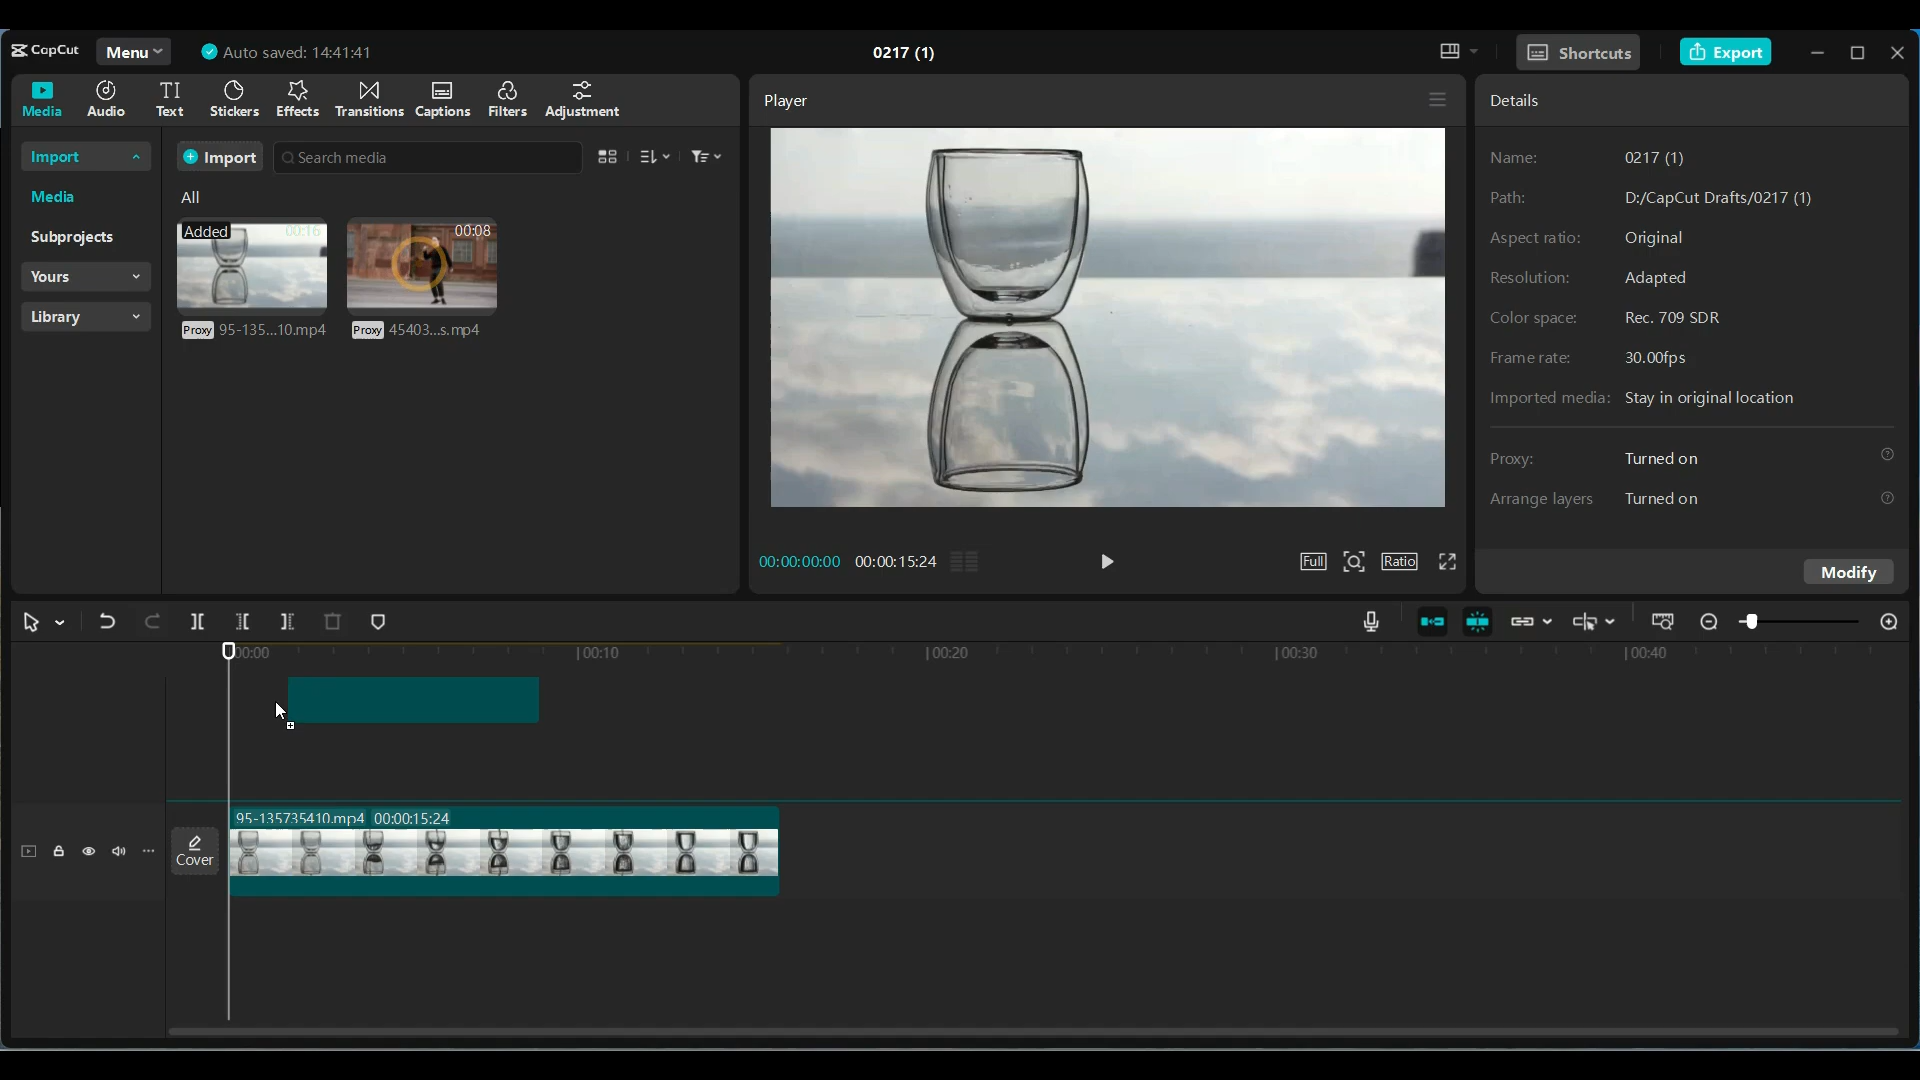 CapCut
Menu
Auto saved: 14:41:41
0217 (1)
Shortcuts
Export
Media
Audio
Text
Stickers
Effects
Transitions
Captions
Filters
Adjustment
Import
Media
Subprojects
Yours
Library
Import
Search media
All
Added
00:16
00:08
Proxy 95-135...10.mp4
Proxy 45403...s.mp4
Player
00:00:00:00 00:00:15:24
Full
Ratio
Details
Name: 0217 (1)
Path: D:/CapCut Drafts/0217 (1)
Aspect ratio: Original
Resolution: Adapted
Color space: Rec. 709 SDR
Frame rate: 30.00fps
Imported media: Stay in original location
Proxy: Turned on
Arrange layers Turned on
Modify
00:00 00:10 00:20 00:30 00:40
95-135735410.mp4 00:00:15:24
Cover